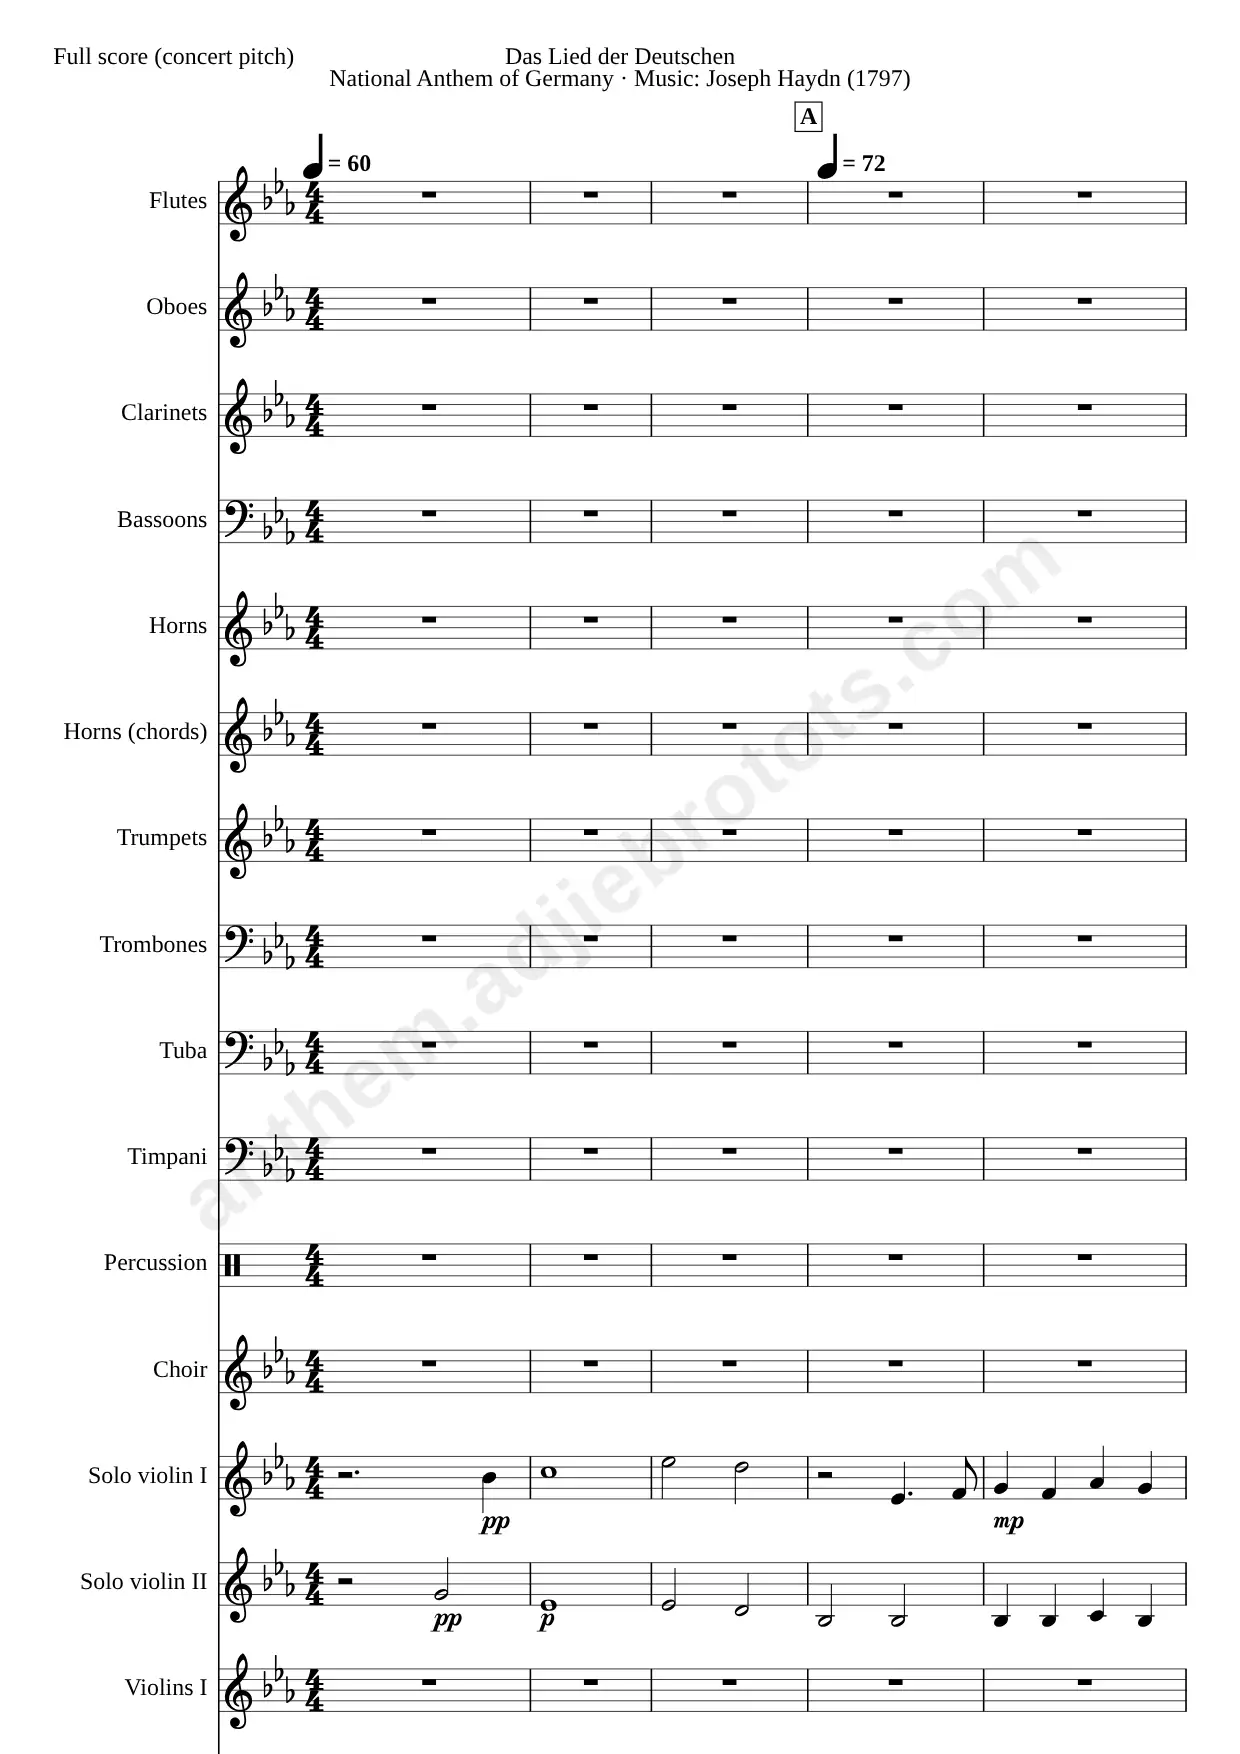 Full score (concert pitch)
Das Lied der Deutschen
National Anthem of Germany · Music: Joseph Haydn (1797)
A
= 60
= 72
Flutes
Oboes
Clarinets
Bassoons
Horns
Horns (chords)
Trumpets
Trombones
Tuba
Timpani
Percussion
Choir
Solo violin I
pp
mp
Solo violin II
pp
p
Violins I
anthem.adjiebrotots.com